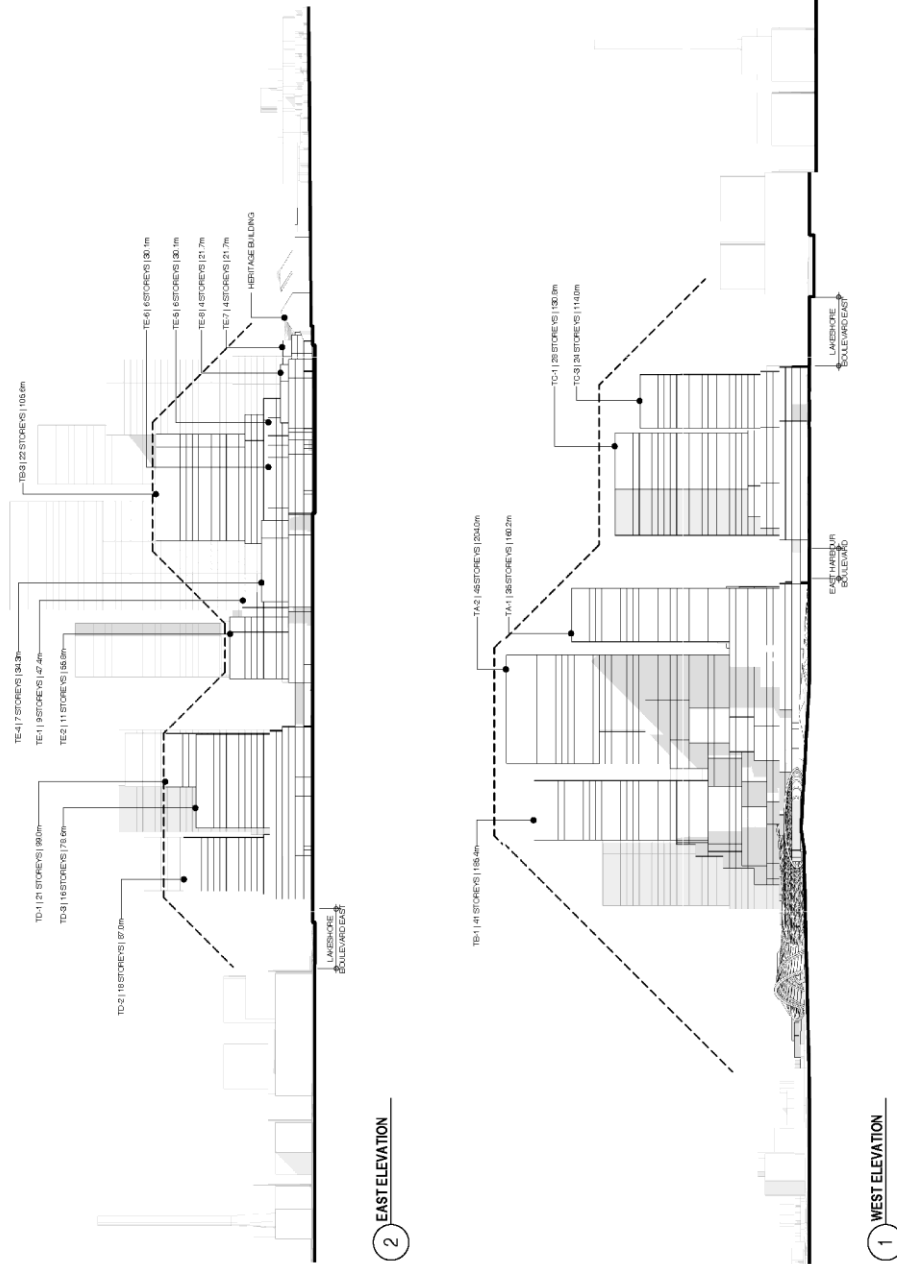 TE-6 | 6 STOREYS | 30.1m
TE-5 | 6 STOREYS | 30.1m
TE-8 | 4 STOREYS | 21.7m
TE-7 | 4 STOREYS | 21.7m
HERITAGE BUILDING
TB-3 | 22 STOREYS | 105.6m
TE-4 | 7 STOREYS | 34.3m
TE-1 | 9 STOREYS | 47.4m
TE-2 | 11 STOREYS | 55.8m
TD-1 | 21 STOREYS | 99.0m
TD-3 | 16 STOREYS | 78.6m
TD-2 | 18 STOREYS | 87.0m
LAKESHORE
BOULEVARD EAST
2
EAST ELEVATION
TC-1 | 28 STOREYS | 130.8m
TC-3 | 24 STOREYS | 114.0m
LAKESHORE
BOULEVARD EAST
TA-2 | 45 STOREYS | 204.0m
TA-1 | 35 STOREYS | 160.2m
EAST HARBOUR
BOULEVARD
TB-1 | 41 STOREYS | 185.4m
1
WEST ELEVATION